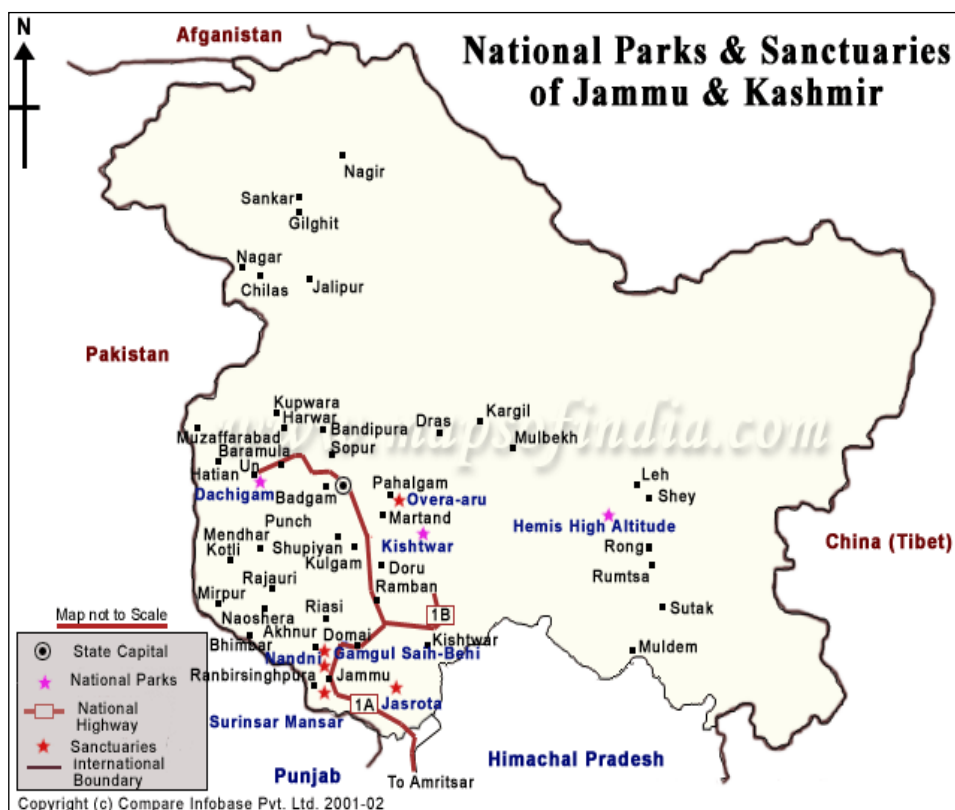 N
Afganistan
National Parks & Sanctuaries
of Jammu & Kashmir
Nagir
Sankar
Gilghit
Nagar
Chilas
Jalipur
Pakistan
www.mapsofindia.com
Kupwara
Harwar
Muzaffarabad
Bandipura
Dras
Kargil
Mulbekh
Baramula
Sopur
Un
Hatian
Dachigam
Badgam
Pahalgam
Overa-aru
Leh
Shey
Martand
Hemis High Altitude
Punch
Mendhar
Kotli
Shupiyan
Kulgam
Kishtwar
Rong
China (Tibet)
Doru
Rumtsa
Rajauri
Ramban
Mirpur
Naoshera
Riasi
1B
Sutak
Map not to Scale
Akhnur
Domai
Kishtwar
Bhimbar
Nandni
Gamgul Saih-Behi
Muldem
State Capital
National Parks
National
Highway
Sanctuaries
International
Boundary
Ranbirsinghpura
Jammu
1A
Jasrota
Surinsar Mansar
Himachal Pradesh
Punjab
To Amritsar
Copyright (c) Compare Infobase Pvt. Ltd. 2001-02